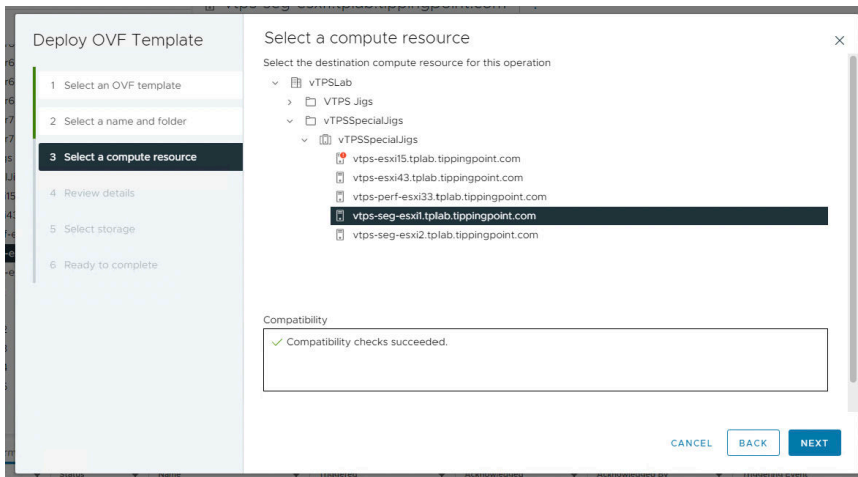 Deploy OVF Template
1 Select an OVF template
2 Select a name and folder
3 Select a compute resource
4 Review details
5 Select storage
6 Ready to complete
Select a compute resource
Select the destination compute resource for this operation
vTPSLab
VTPS Jigs
vTPSSpecialJigs
vTPSSpecialJigs
vtps-esxi15.tplab.tippingpoint.com
vtps-esxi43.tplab.tippingpoint.com
vtps-perf-esxi33.tplab.tippingpoint.com
vtps-seg-esxi1.tplab.tippingpoint.com
vtps-seg-esxi2.tplab.tippingpoint.com
Compatibility
Compatibility checks succeeded.
CANCEL
BACK
NEXT